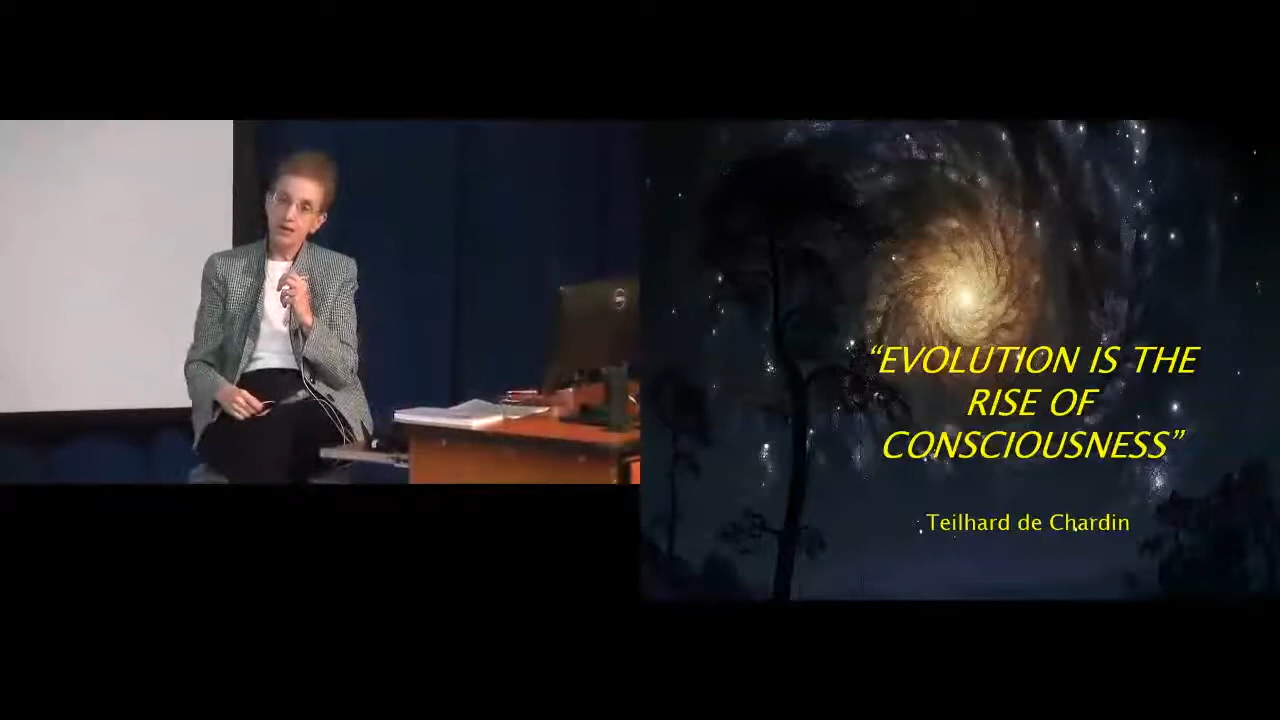 “EVOLUTION IS THE
RISE OF
CONSCIOUSNESS”
Teilhard de Chardin